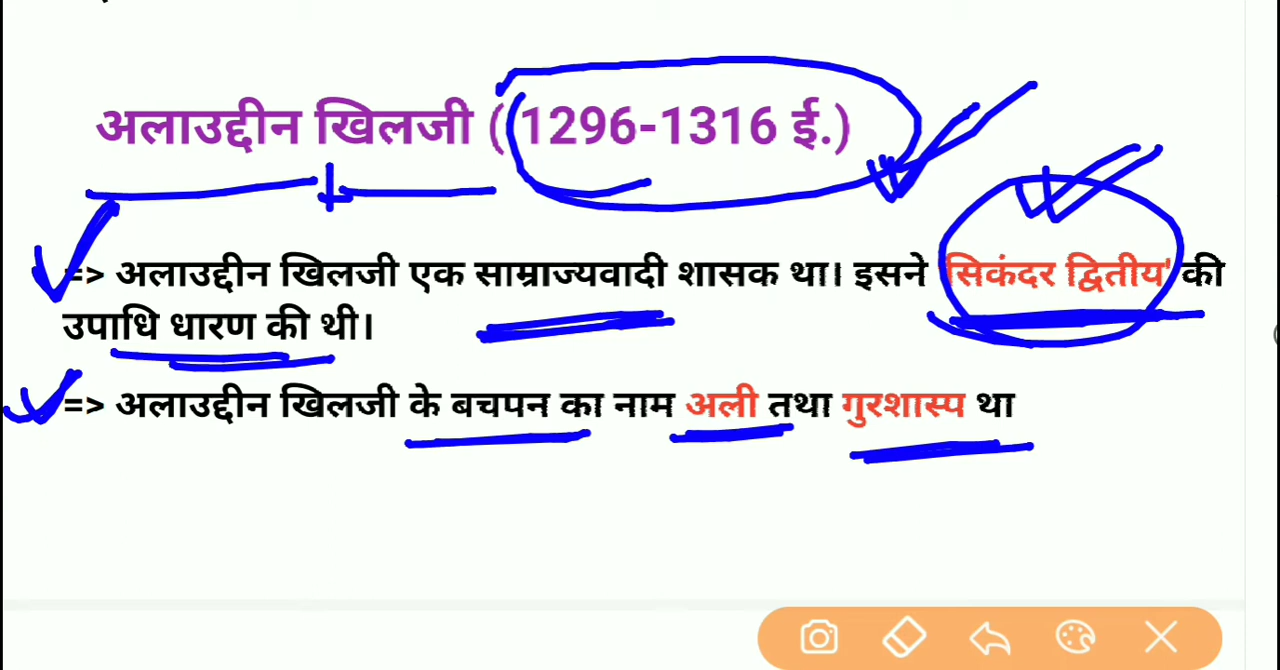 अलाउद्दीन खिलजी (1296-1316 ई.)
=> अलाउद्दीन खिलजी एक साम्राज्यवादी शासक था। इसने 'सिकंदर द्वितीय' की
उपाधि धारण की थी।
=> अलाउद्दीन खिलजी के बचपन का नाम अली तथा गुरशास्प था